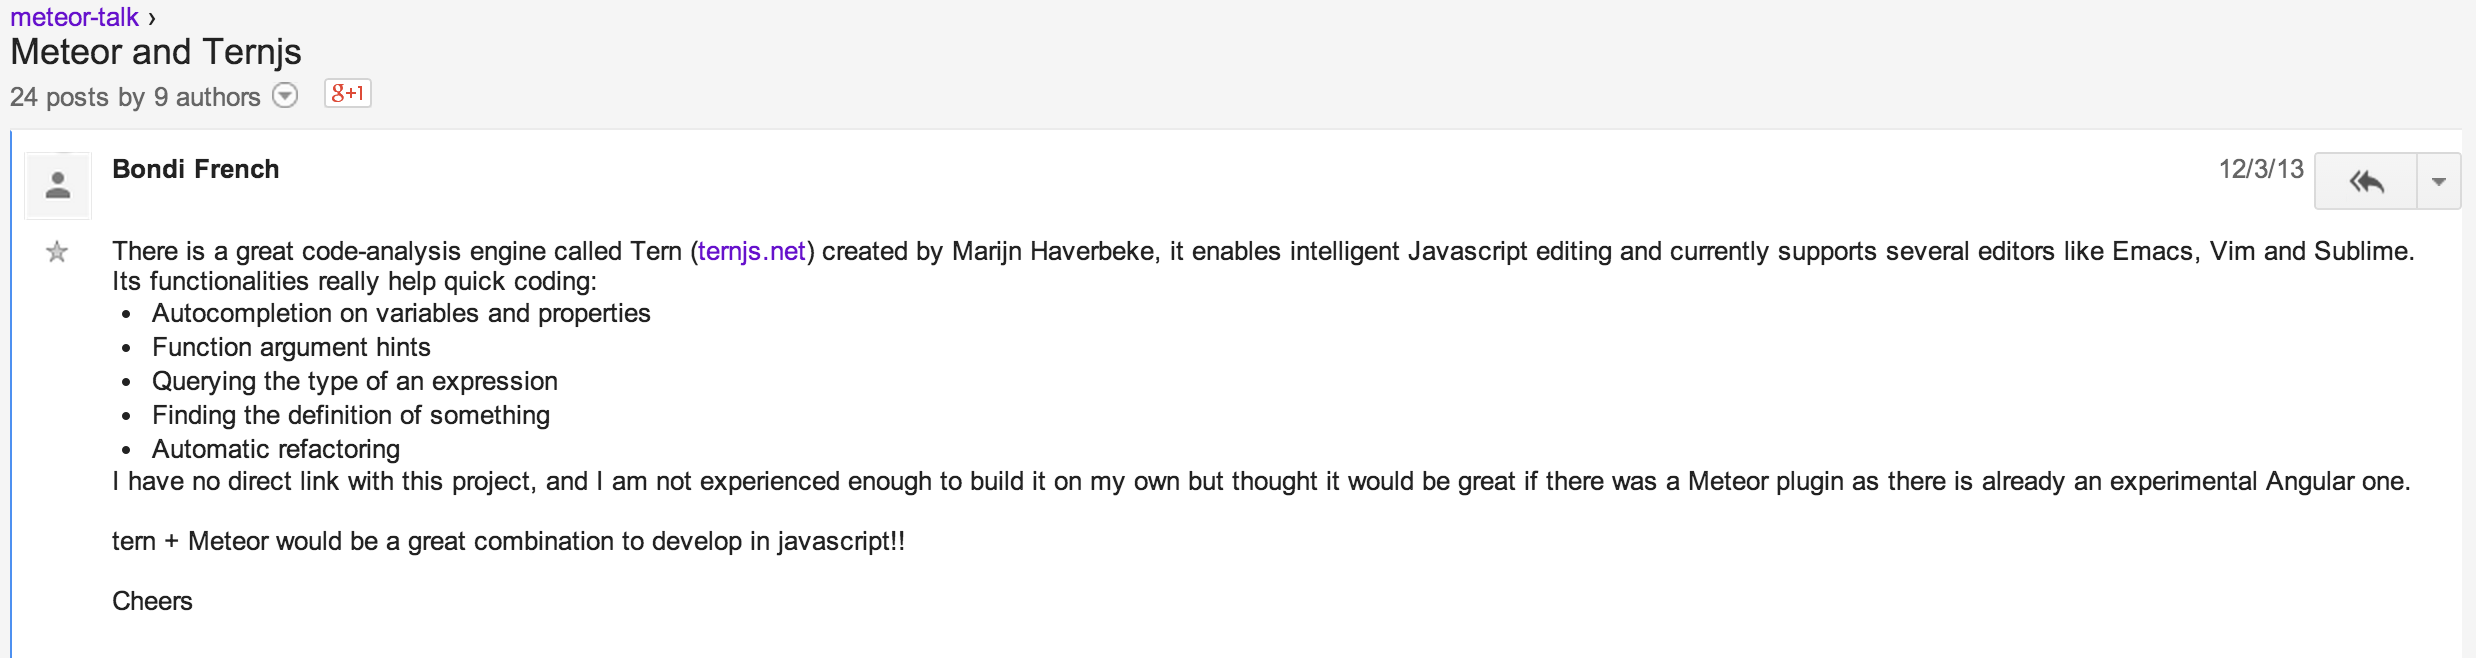 meteor-talk ›
Meteor and Ternjs
24 posts by 9 authors
g+1
Bondi French
12/3/13
There is a great code-analysis engine called Tern (ternjs.net) created by Marijn Haverbeke, it enables intelligent Javascript editing and currently supports several editors like Emacs, Vim and Sublime.
Its functionalities really help quick coding:
• Autocompletion on variables and properties
• Function argument hints
• Querying the type of an expression
• Finding the definition of something
• Automatic refactoring
I have no direct link with this project, and I am not experienced enough to build it on my own but thought it would be great if there was a Meteor plugin as there is already an experimental Angular one.
tern + Meteor would be a great combination to develop in javascript!!
Cheers